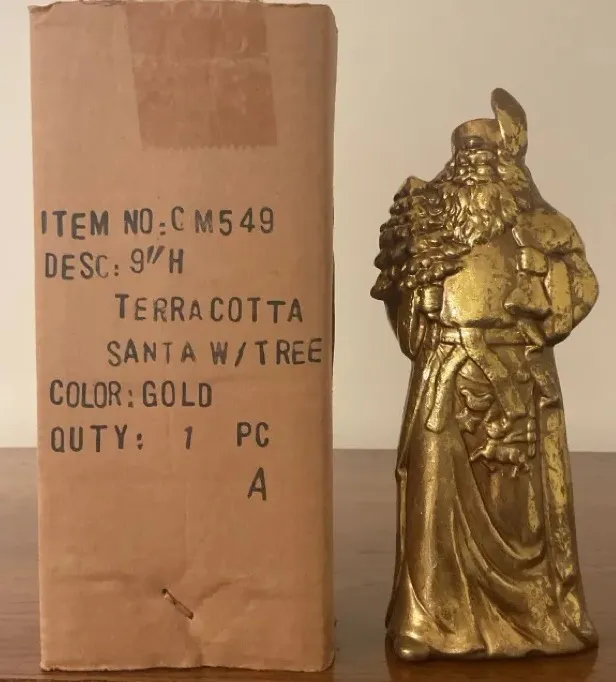 ITEM NO:CM549
DESC: 9"H
TERRACOTTA
SANTA W/TREE
COLOR:GOLD
QUTY: 1 PC
A